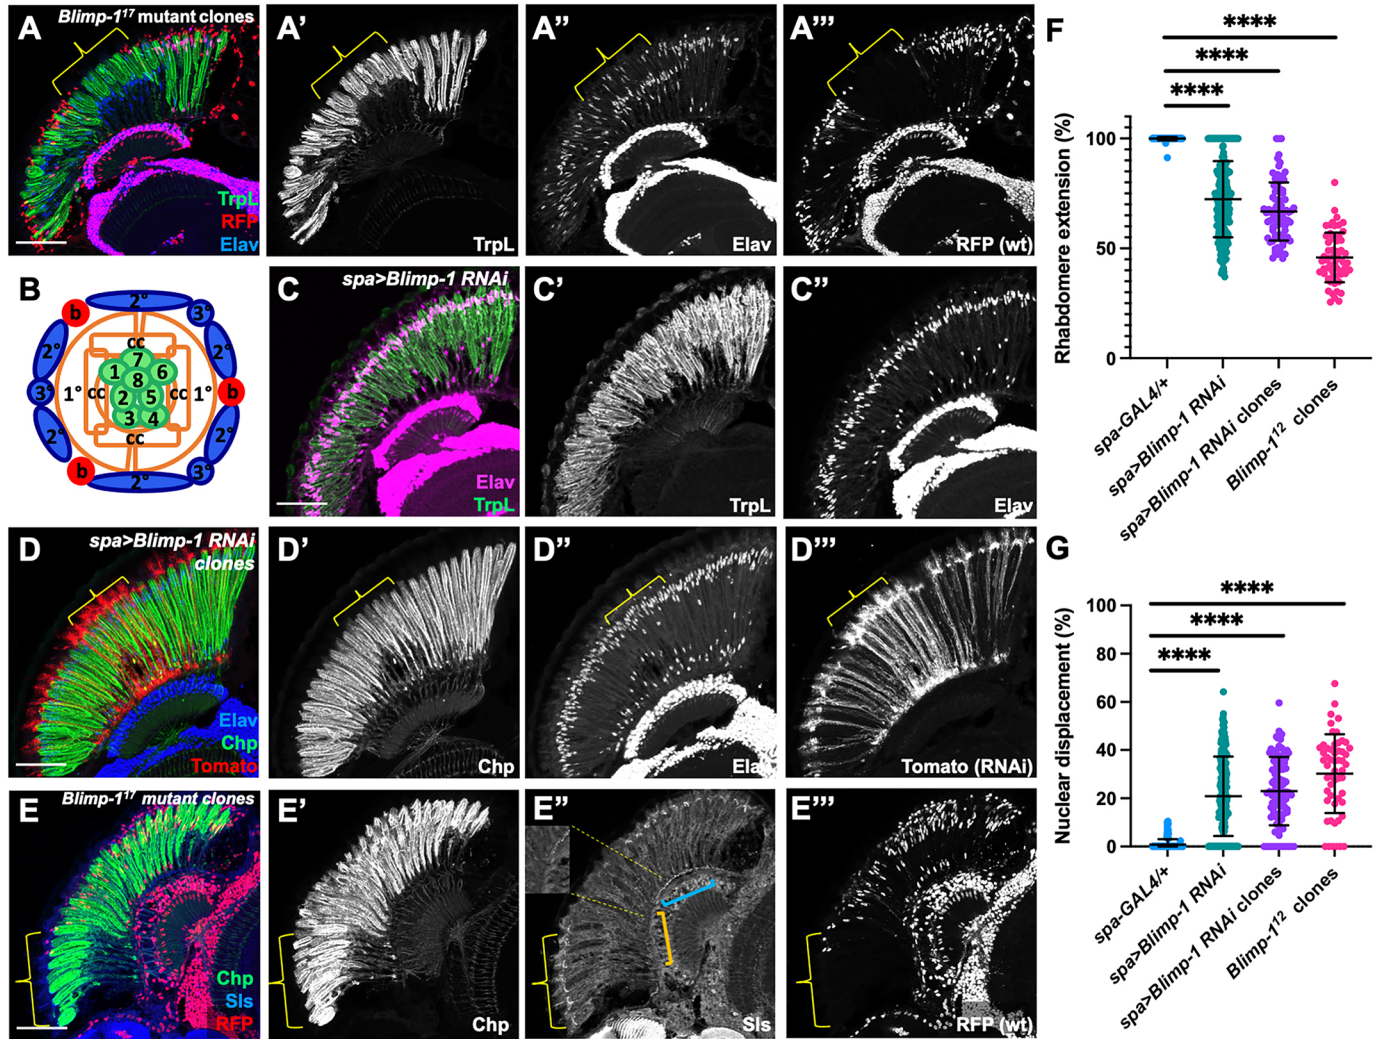 A
Blimp-1¹⁷ mutant clones
TrpL
RFP
Elav
A’
TrpL
A’’
Elav
A’’’
RFP (wt)
B
b
2°
3°
2°
2°
3°
1°
cc
7
1
6
8
cc
2
5
cc
1°
b
3
4
2°
cc
2°
b
2°
3°
C
spa>Blimp-1 RNAi
Elav
TrpL
C’
TrpL
C’’
Elav
D
spa>Blimp-1 RNAi
clones
Elav
Chp
Tomato
D’
Chp
D’’
Elav
D’’’
Tomato (RNAi)
E
Blimp-1¹⁷ mutant clones
Chp
Sls
RFP
E’
Chp
E’’
Sls
E’’’
RFP (wt)
F
****
****
****
Rhabdomere extension (%)
100
50
0
spa-GAL4/+
spa>Blimp-1 RNAi
spa>Blimp-1 RNAi clones
Blimp-1¹² clones
G
****
****
****
Nuclear displacement (%)
100
80
60
40
20
0
spa-GAL4/+
spa>Blimp-1 RNAi
spa>Blimp-1 RNAi clones
Blimp-1¹² clones